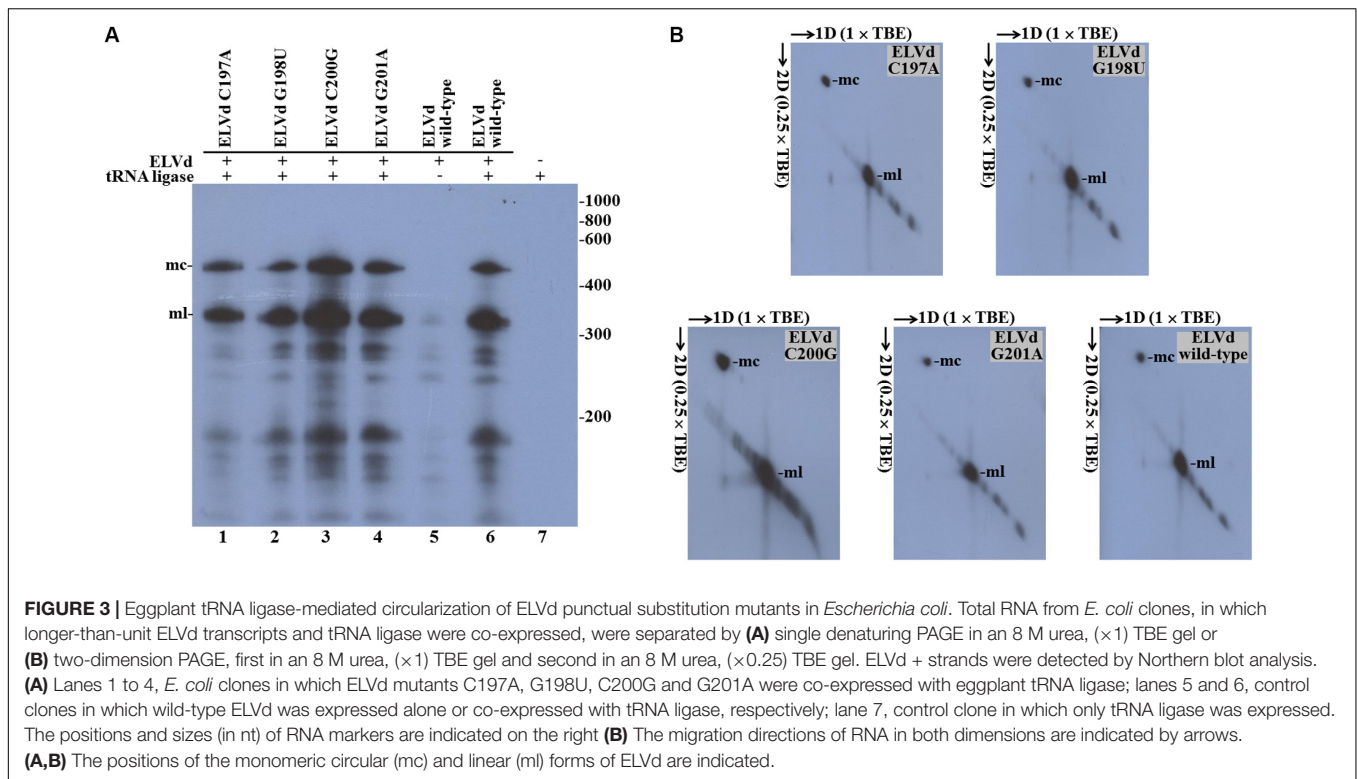 A
ELVd C197A
ELVd G198U
ELVd C200G
ELVd G201A
ELVd
wild-type
ELVd
wild-type
ELVd + + + + + + -
tRNA ligase + + + + - + +
-1000
-800
-600
mc-
-400
ml-
-300
-200
1 2 3 4 5 6 7
B
→1D (1 × TBE)
↓ 2D (0.25× TBE)
ELVd
C197A
-mc
-ml
→1D (1 × TBE)
↓ 2D (0.25× TBE)
ELVd
G198U
-mc
-ml
→1D (1 × TBE)
↓ 2D (0.25× TBE)
ELVd
C200G
-mc
-ml
→1D (1 × TBE)
↓ 2D (0.25× TBE)
ELVd
G201A
-mc
-ml
→1D (1 × TBE)
↓ 2D (0.25× TBE)
ELVd
wild-type
-mc
-ml
FIGURE 3 | Eggplant tRNA ligase-mediated circularization of ELVd punctual substitution mutants in Escherichia coli. Total RNA from E. coli clones, in which
longer-than-unit ELVd transcripts and tRNA ligase were co-expressed, were separated by (A) single denaturing PAGE in an 8 M urea, (×1) TBE gel or
(B) two-dimension PAGE, first in an 8 M urea, (×1) TBE gel and second in an 8 M urea, (×0.25) TBE gel. ELVd + strands were detected by Northern blot analysis.
(A) Lanes 1 to 4, E. coli clones in which ELVd mutants C197A, G198U, C200G and G201A were co-expressed with eggplant tRNA ligase; lanes 5 and 6, control
clones in which wild-type ELVd was expressed alone or co-expressed with tRNA ligase, respectively; lane 7, control clone in which only tRNA ligase was expressed.
The positions and sizes (in nt) of RNA markers are indicated on the right (B) The migration directions of RNA in both dimensions are indicated by arrows.
(A,B) The positions of the monomeric circular (mc) and linear (ml) forms of ELVd are indicated.